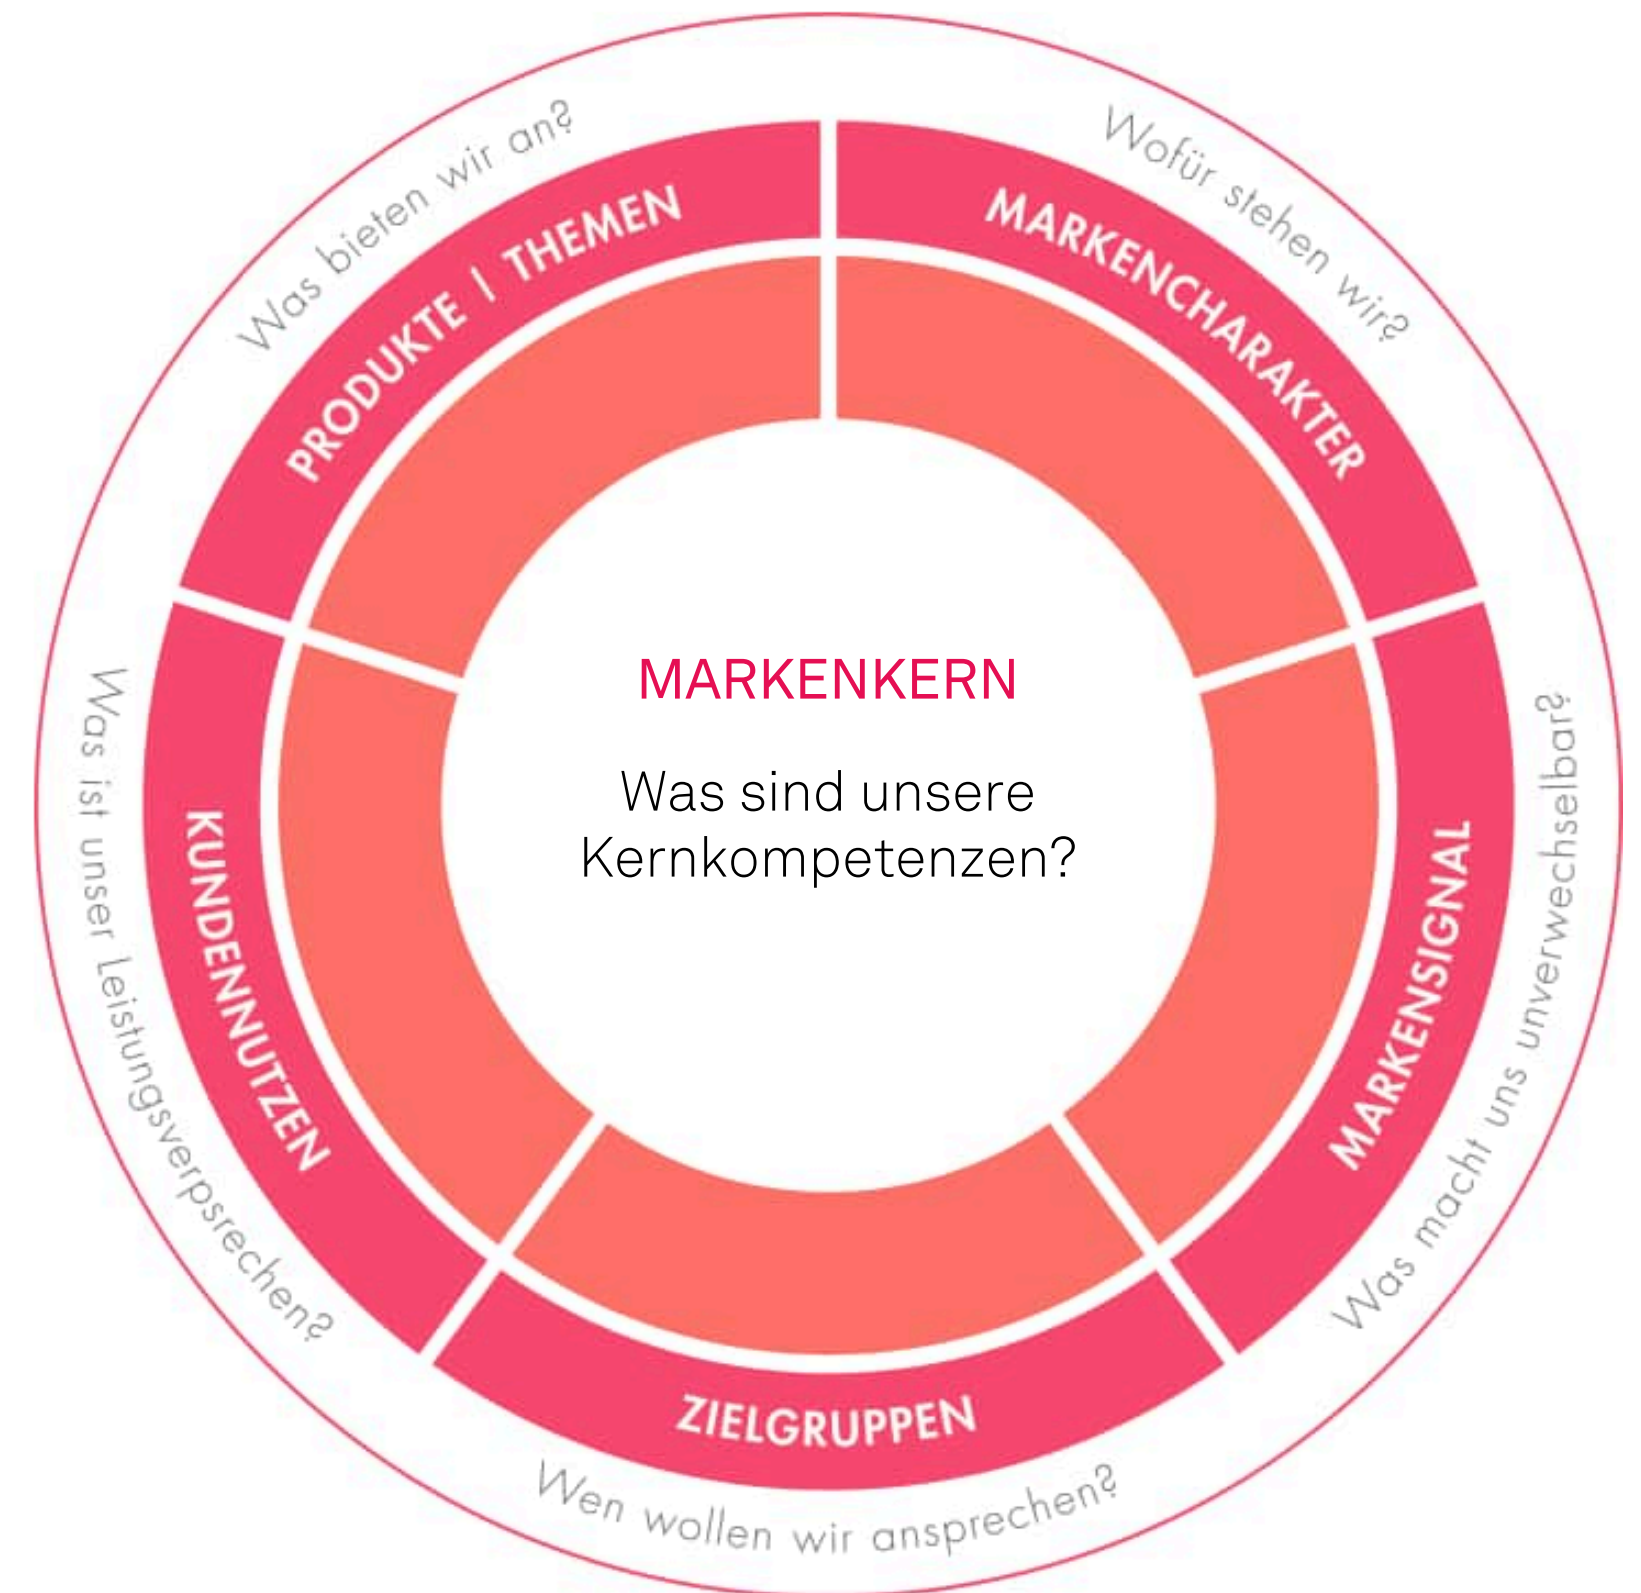 Was bieten wir an?
PRODUKTE | THEMEN
Wofür stehen wir?
MARKENCHARAKTER
MARKENKERN
Was sind unsere
Kernkompetenzen?
Was ist unser Leistungsverpsrechen?
KUNDENNUTZEN
MARKENSIGNAL
Was macht uns unverwechselbar?
ZIELGRUPPEN
Wen wollen wir ansprechen?